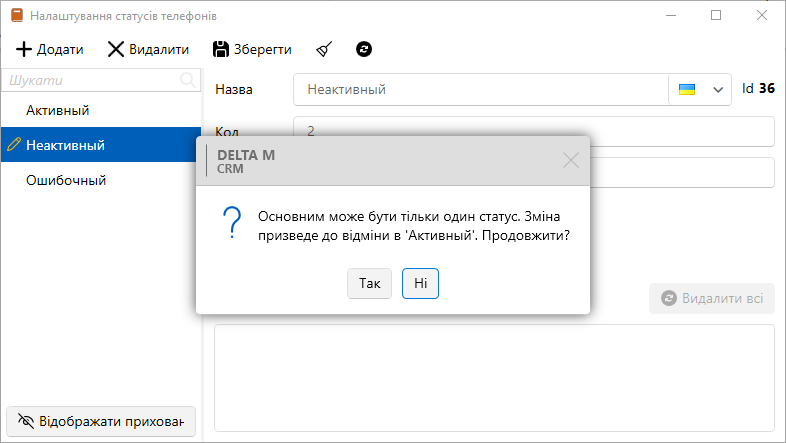 Налаштування статусів телефонів
Додати Видалити Зберегти
Шукати
Активный
Неактивный
Ошибочный
Відображати прихован
Назва Неактивный Id 36
Код 2
DELTA M
CRM
Основним може бути тільки один статус. Зміна
призведе до відміни в 'Активный'. Продовжити?
Так Ні
Видалити всі